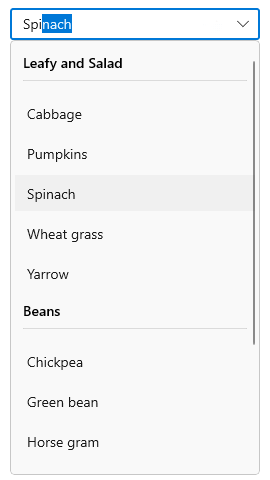 Spinach
Leafy and Salad
Cabbage
Pumpkins
Spinach
Wheat grass
Yarrow
Beans
Chickpea
Green bean
Horse gram